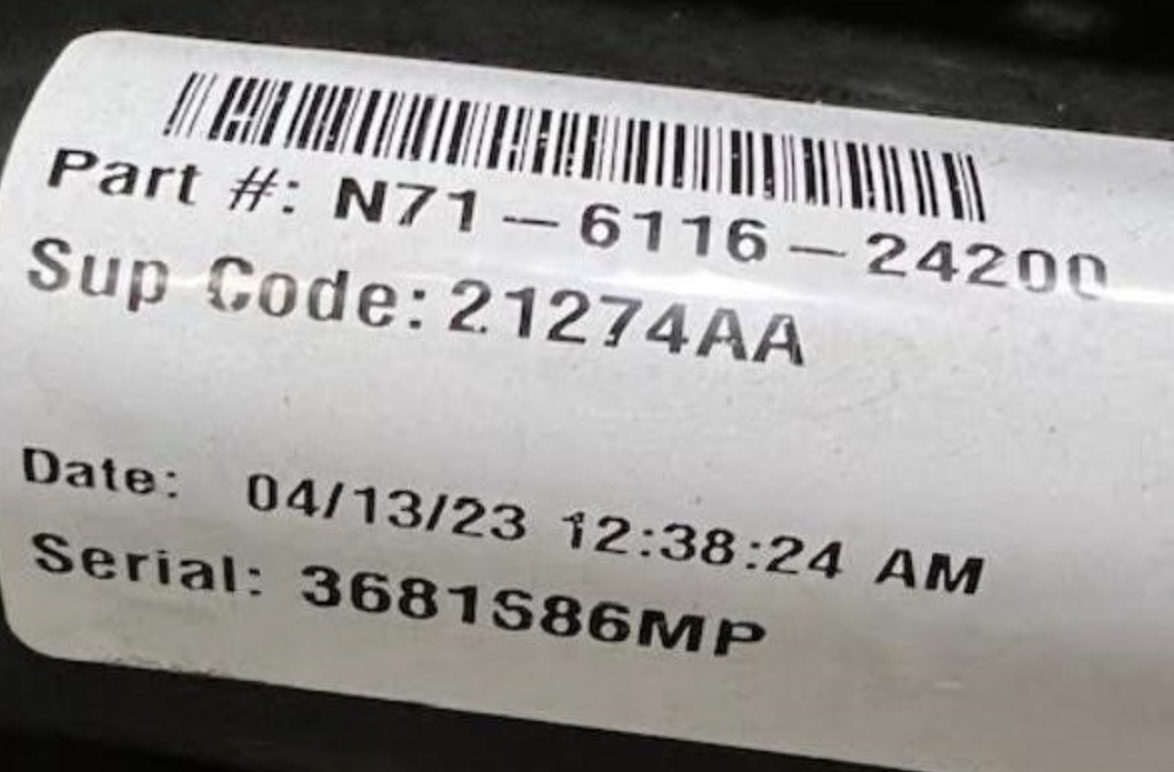 Part #: N71-6116-24200
Sup Code: 21274AA
Date: 04/13/23 12:38:24 AM
Serial: 3681S86MP